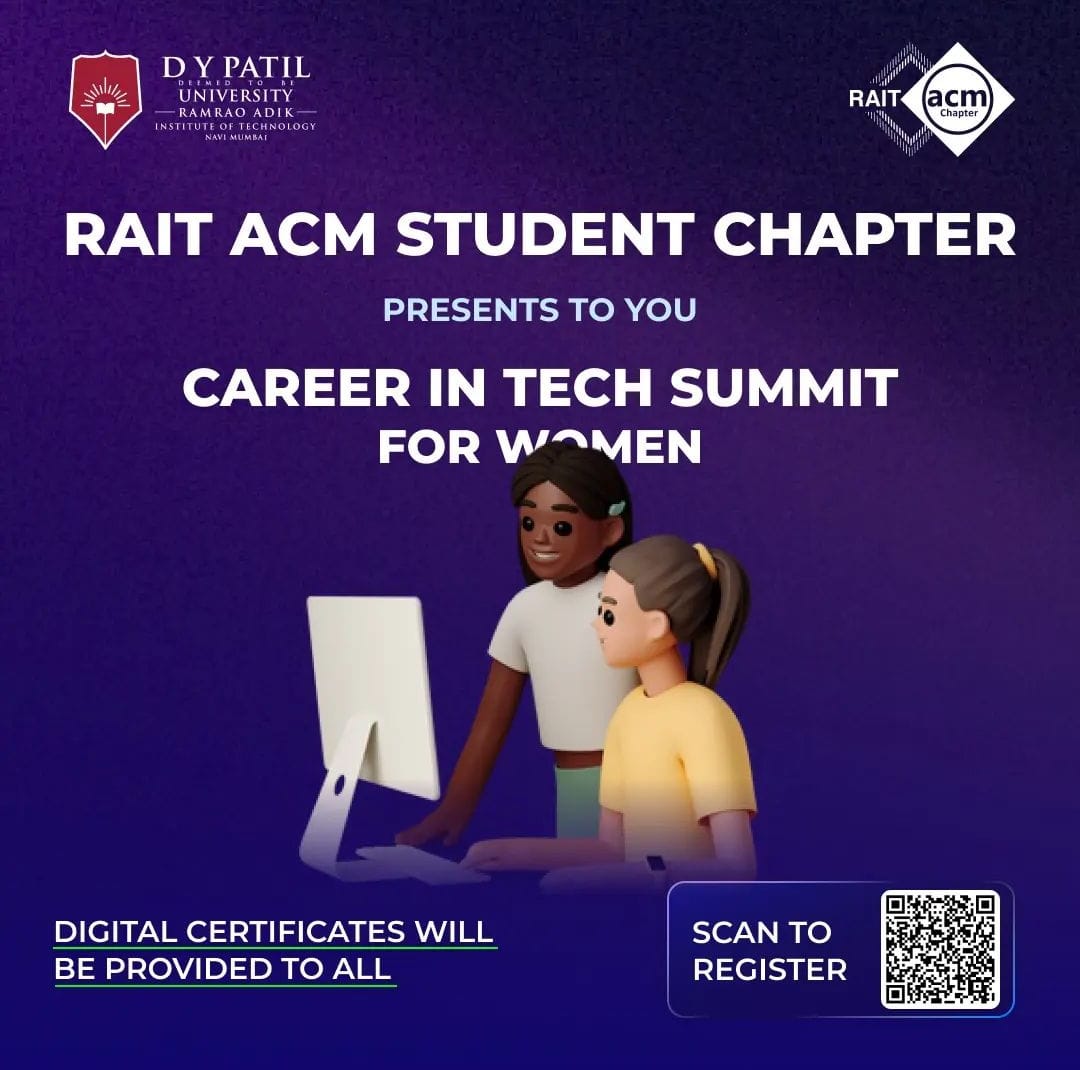 D Y PATIL
DEEMED TO BE
UNIVERSITY
RAMRAO ADIK
INSTITUTE OF TECHNOLOGY
NAVI MUMBAI
RAIT acm
Chapter
RAIT ACM STUDENT CHAPTER
PRESENTS TO YOU
CAREER IN TECH SUMMIT
FOR WOMEN
DIGITAL CERTIFICATES WILL
BE PROVIDED TO ALL
SCAN TO
REGISTER